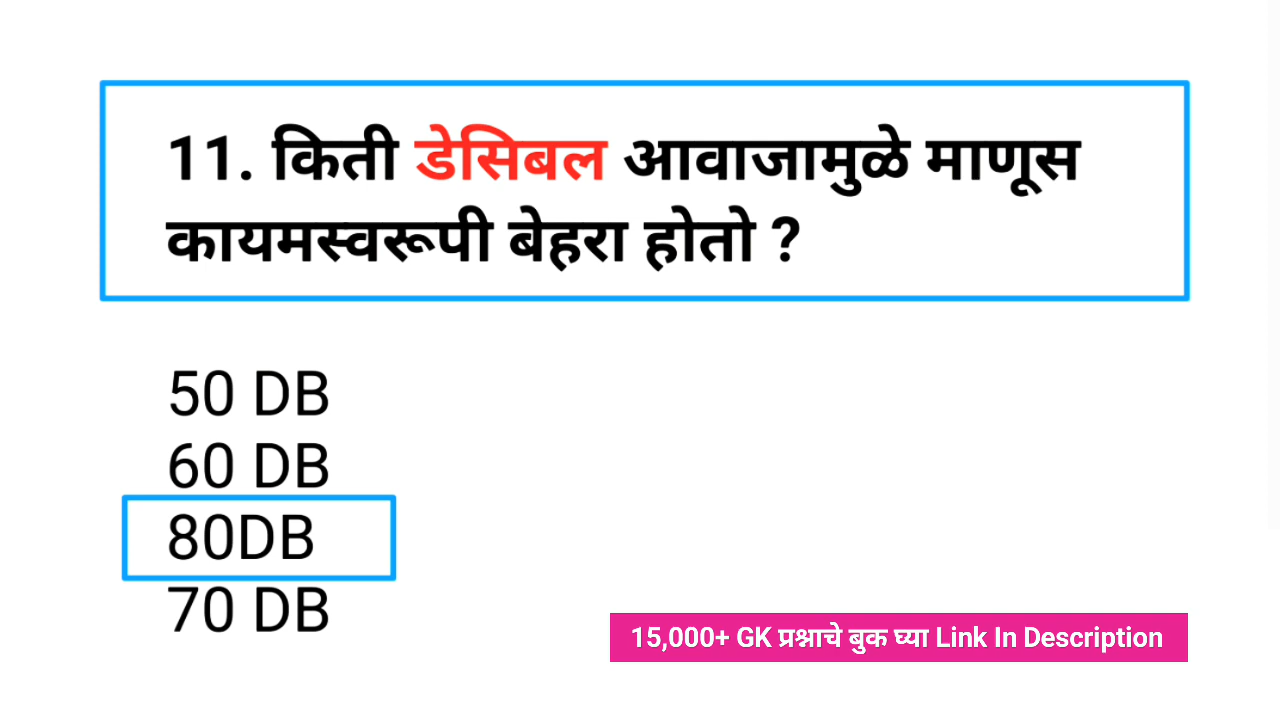 11. किती डेसिबल आवाजामुळे माणूस
कायमस्वरूपी बेहरा होतो ?
50 DB
60 DB
80DB
70 DB
15,000+ GK प्रश्नाचे बुक घ्या Link In Description